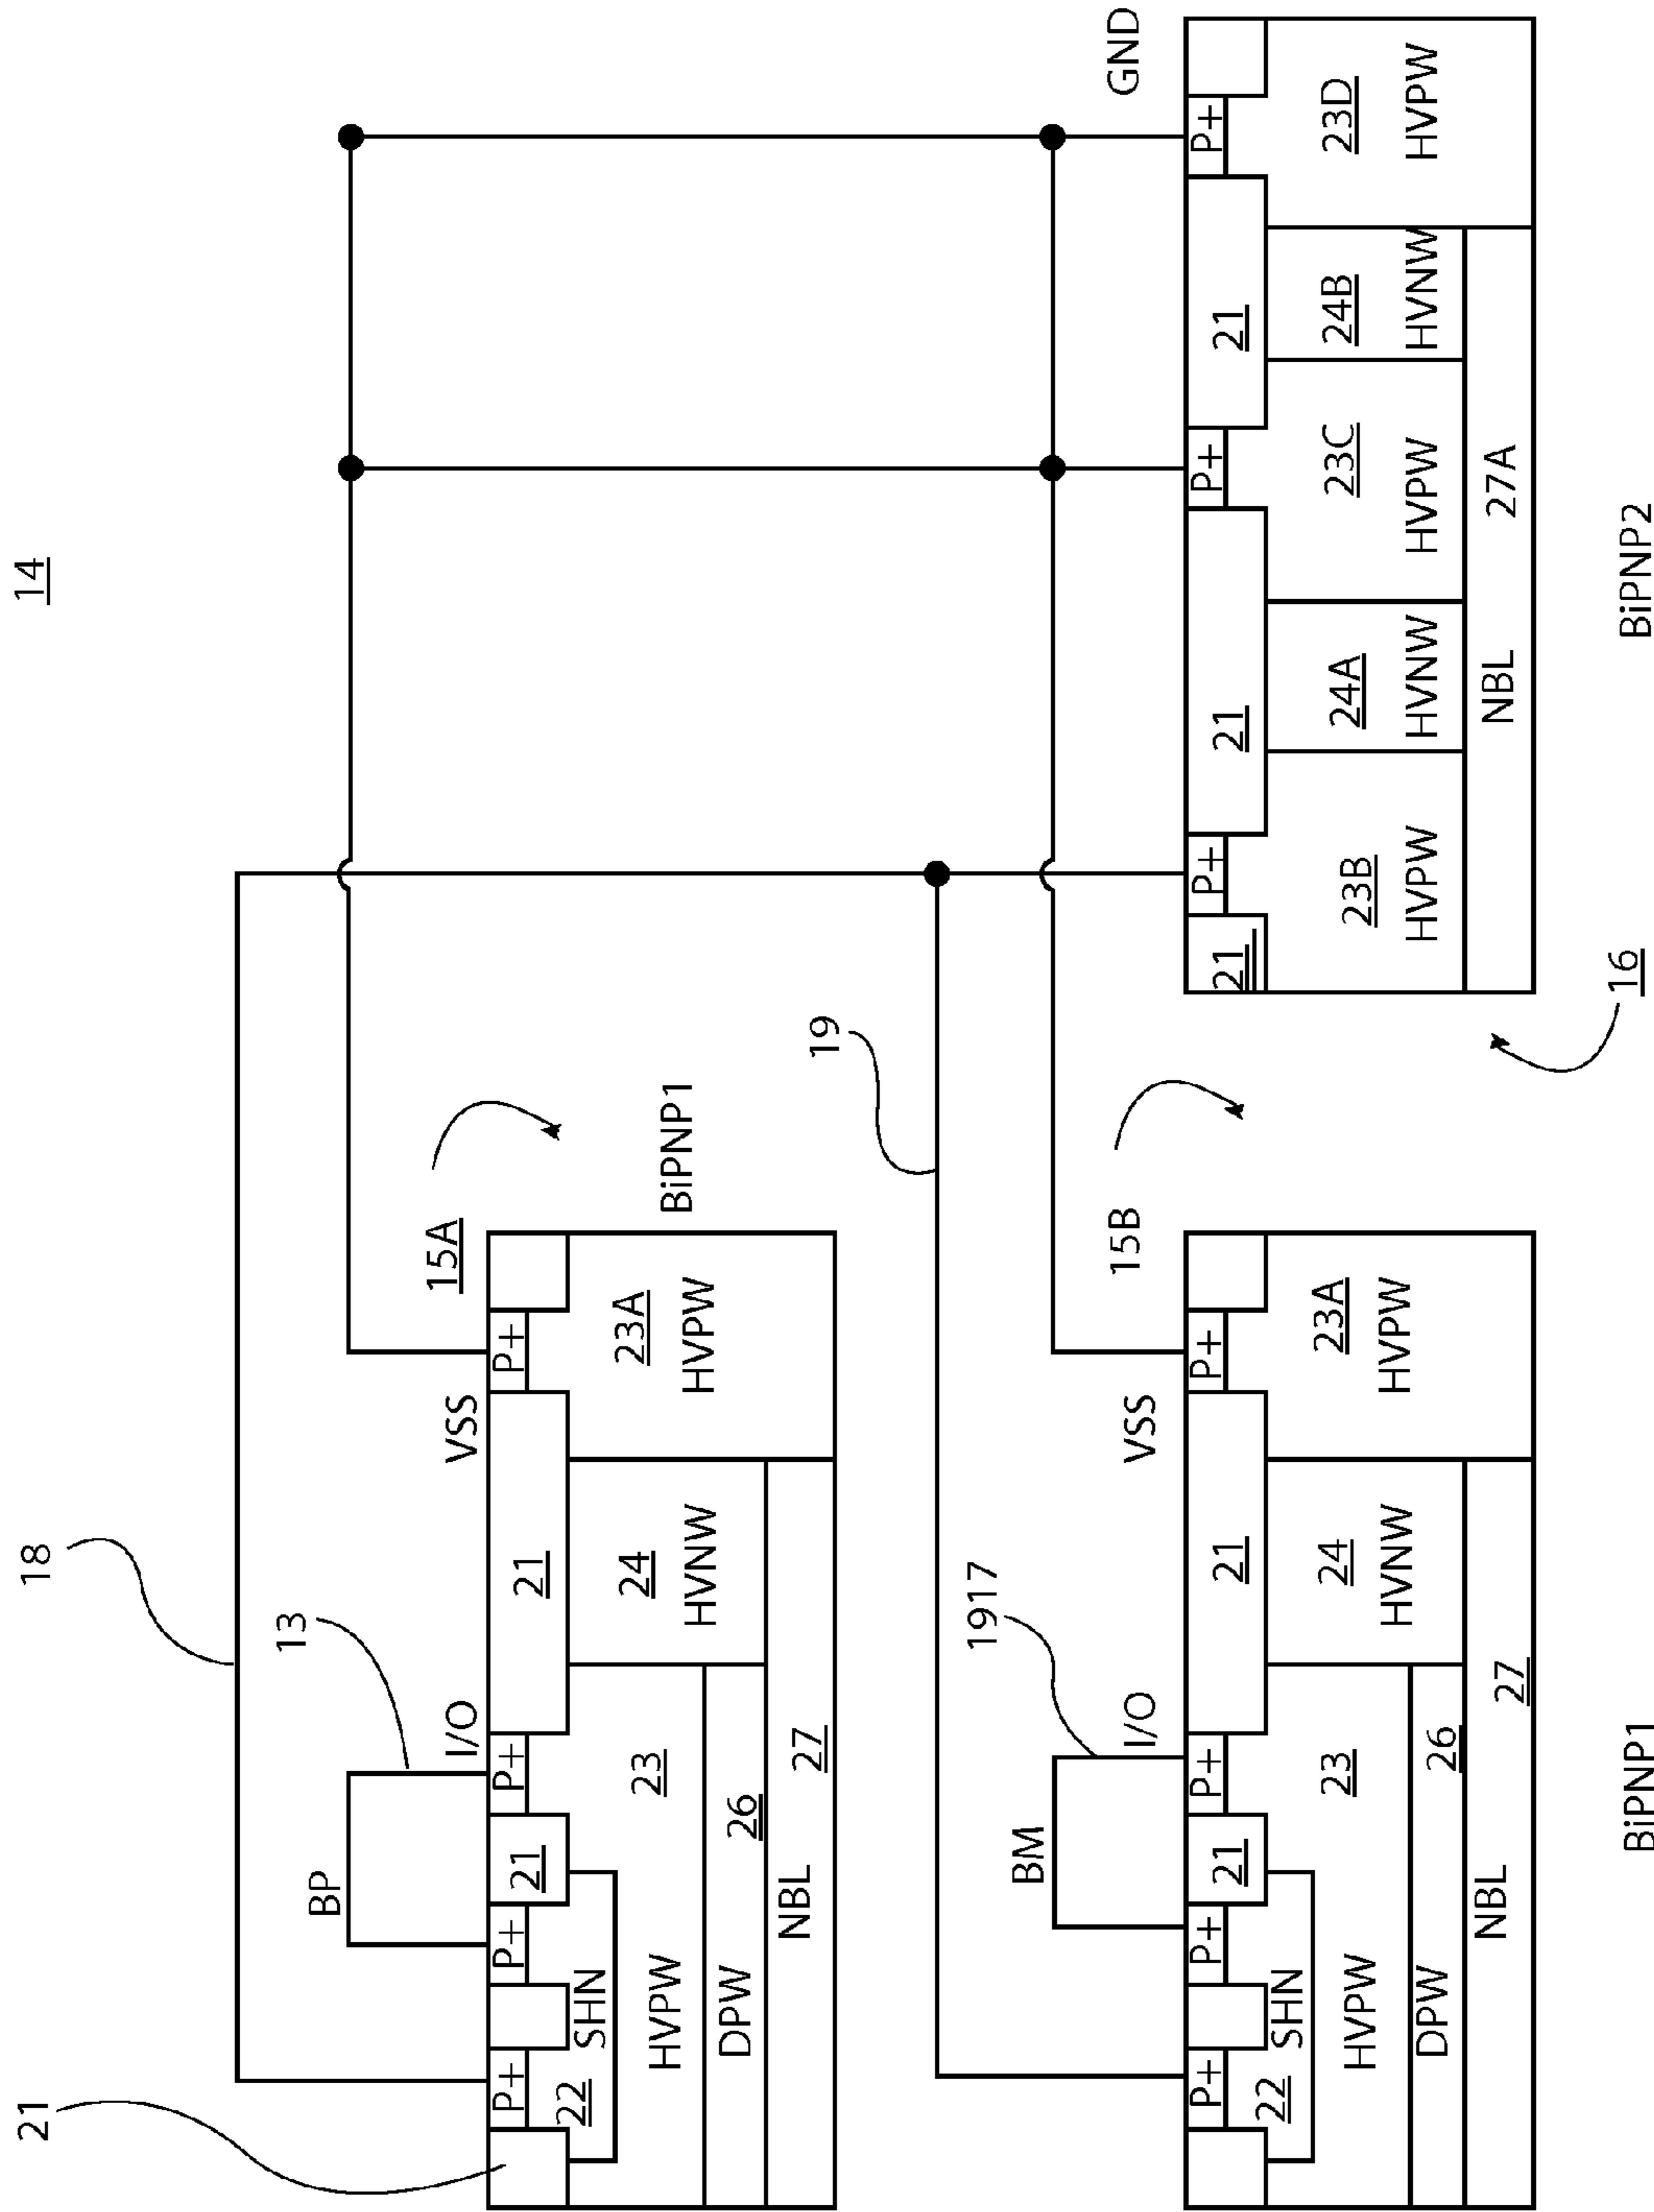 14
18
21
13
BP
I/O
VSS
15A
P+
P+
P+
P+
21
21
22
SHN
23
24
23A
HVPW
HVNW
HVPW
BiPNP1
DPW
26
NBL
27
19
1917
BM
I/O
VSS
15B
GND
P+
P+
P+
P+
21
21
22
SHN
23
24
23A
HVPW
HVNW
HVPW
DPW
26
NBL
27
BiPNP1
21
P+
21
P+
21
P+
23B
24A
23C
24B
23D
HVPW
HVNW
HVPW
HVNW
HVPW
NBL
27A
16
BiPNP2